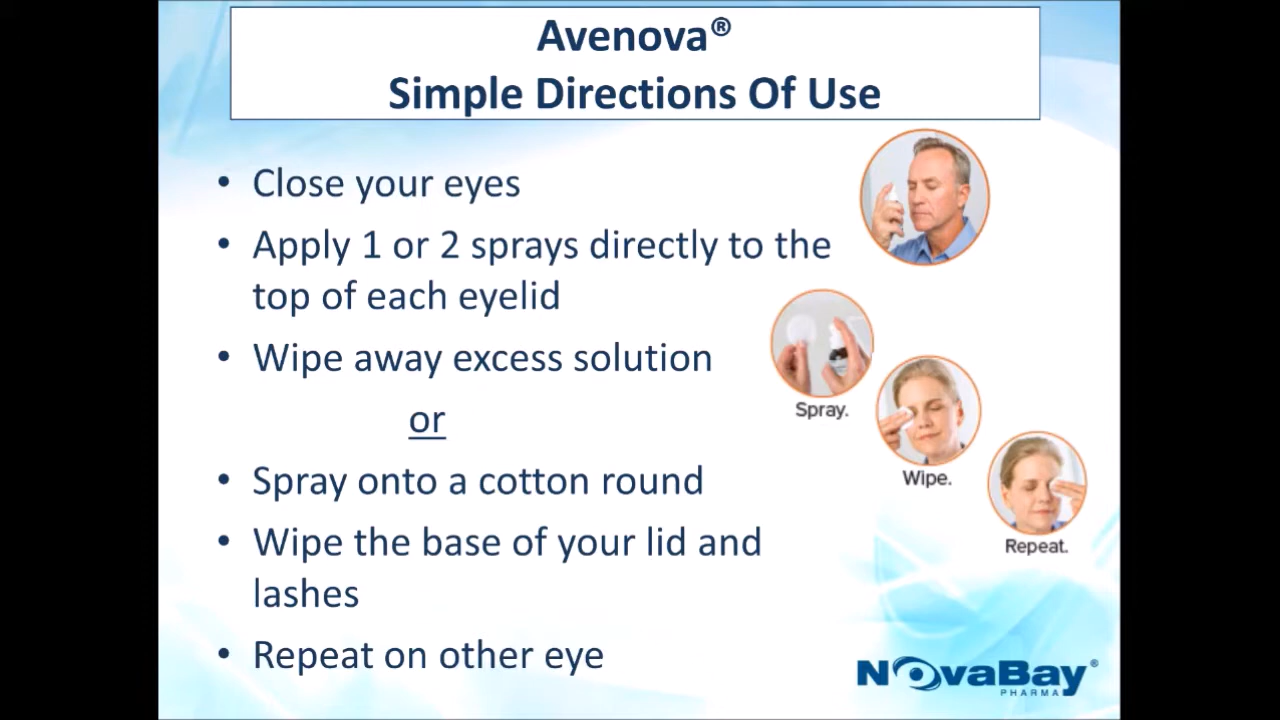 Avenova®
Simple Directions Of Use
• Close your eyes
• Apply 1 or 2 sprays directly to the
top of each eyelid
• Wipe away excess solution
or
• Spray onto a cotton round
• Wipe the base of your lid and
lashes
• Repeat on other eye
Spray.
Wipe.
Repeat.
NovaBay®
PHARMA